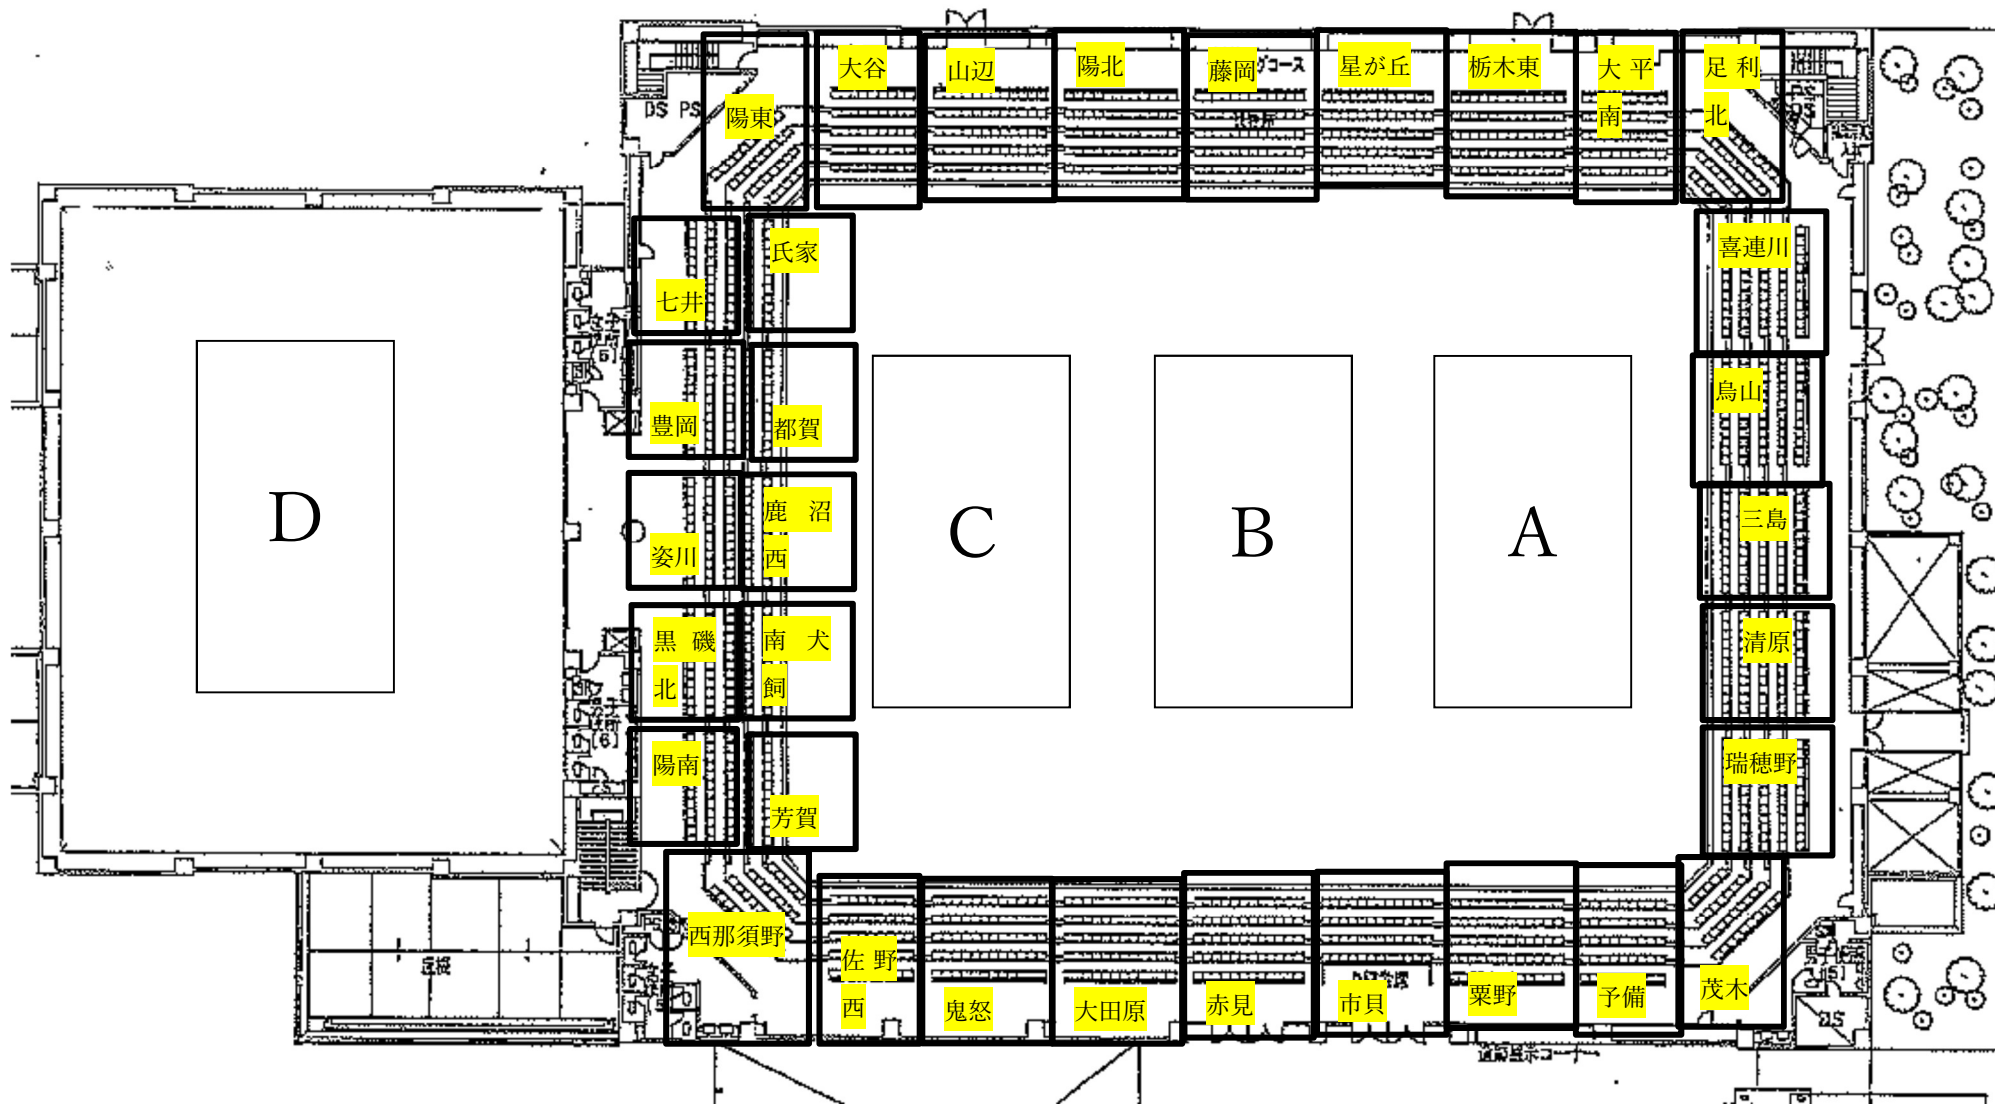 大谷
山辺
陽北
藤岡
星が丘
栃木東
大 平
南
足 利
北
陽東
DS PS
氏家
七井
喜連川
豊岡
都賀
烏山
D
C
B
A
姿川
鹿 沼
西
三島
黒 磯
北
南 犬
飼
清原
陽南
芳賀
瑞穂野
西那須野
佐 野
西
鬼怒
大田原
赤見
市貝
粟野
予備
茂木